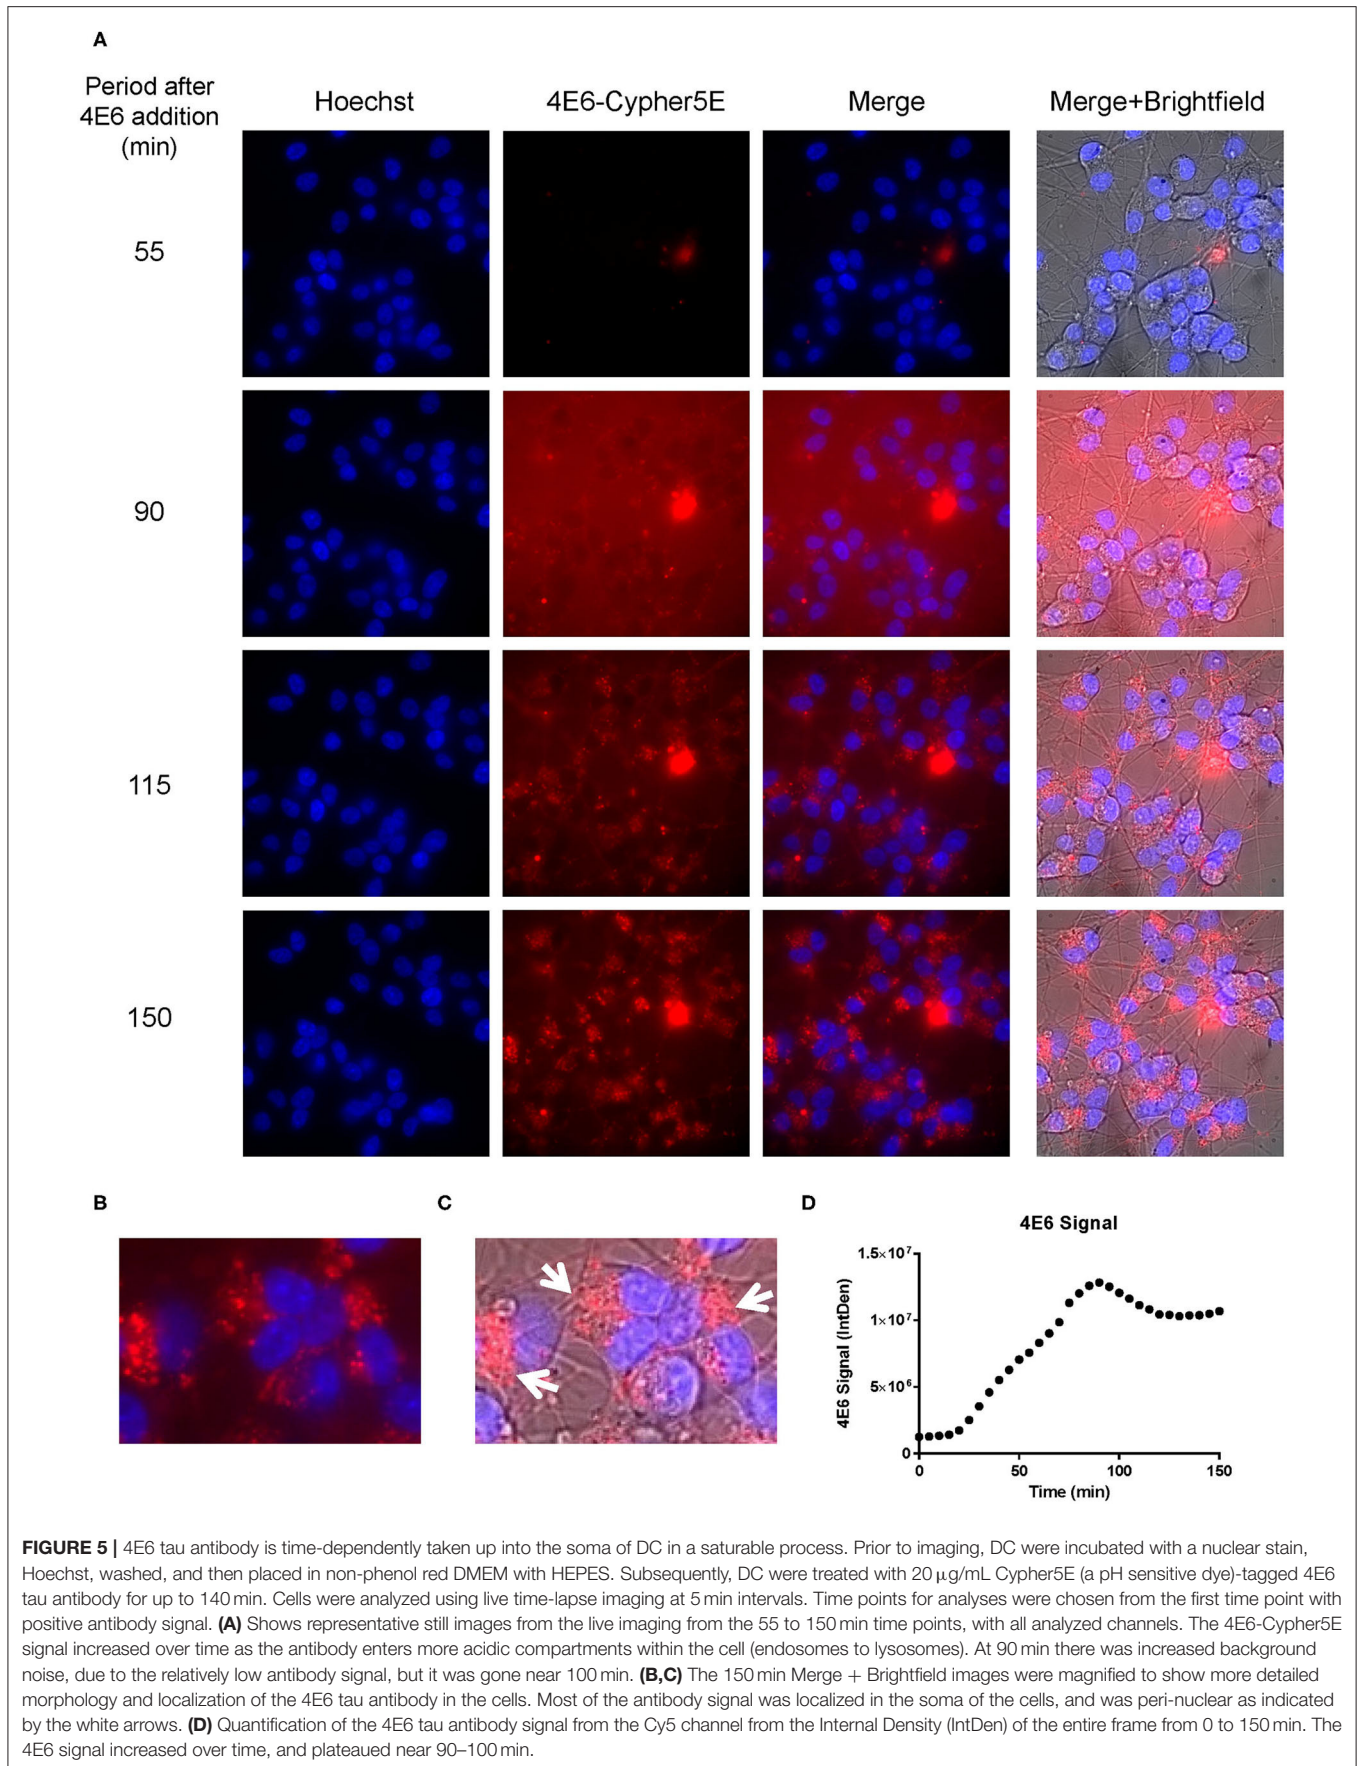 A
Period after
4E6 addition
(min)
Hoechst
4E6-Cypher5E
Merge
Merge+Brightfield
55
90
115
150
B
C
D
4E6 Signal
4E6 Signal (IntDen)
1.5×10⁷
1×10⁷
5×10⁶
0
0
50
100
150
Time (min)
FIGURE 5 | 4E6 tau antibody is time-dependently taken up into the soma of DC in a saturable process. Prior to imaging, DC were incubated with a nuclear stain,
Hoechst, washed, and then placed in non-phenol red DMEM with HEPES. Subsequently, DC were treated with 20 μg/mL Cypher5E (a pH sensitive dye)-tagged 4E6
tau antibody for up to 140 min. Cells were analyzed using live time-lapse imaging at 5 min intervals. Time points for analyses were chosen from the first time point with
positive antibody signal. (A) Shows representative still images from the live imaging from the 55 to 150 min time points, with all analyzed channels. The 4E6-Cypher5E
signal increased over time as the antibody enters more acidic compartments within the cell (endosomes to lysosomes). At 90 min there was increased background
noise, due to the relatively low antibody signal, but it was gone near 100 min. (B,C) The 150 min Merge + Brightfield images were magnified to show more detailed
morphology and localization of the 4E6 tau antibody in the cells. Most of the antibody signal was localized in the soma of the cells, and was peri-nuclear as indicated
by the white arrows. (D) Quantification of the 4E6 tau antibody signal from the Cy5 channel from the Internal Density (IntDen) of the entire frame from 0 to 150 min. The
4E6 signal increased over time, and plateaued near 90–100 min.